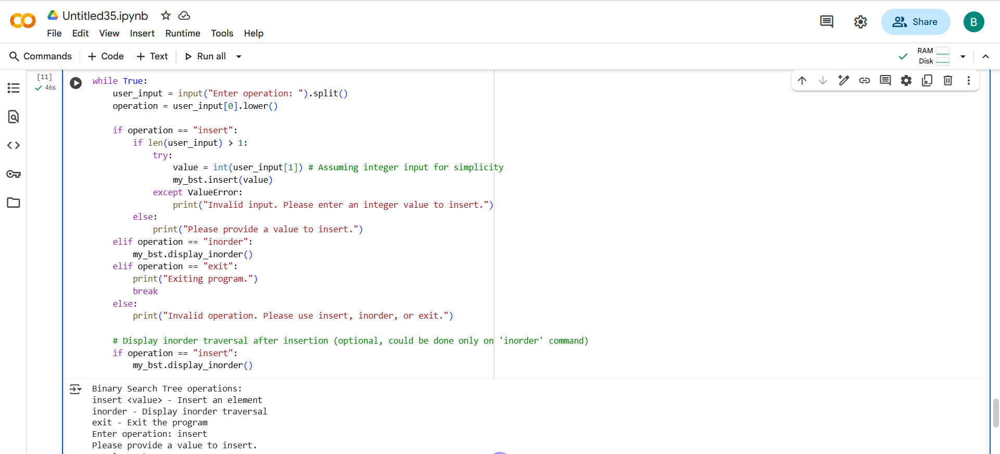 Untitled35.ipynb
File Edit View Insert Runtime Tools Help
Share
B
Commands + Code + Text Run all
RAM
Disk
[11]
46s
while True:
    user_input = input("Enter operation: ").split()
    operation = user_input[0].lower()
    if operation == "insert":
        if len(user_input) > 1:
            try:
                value = int(user_input[1]) # Assuming integer input for simplicity
                my_bst.insert(value)
            except ValueError:
                print("Invalid input. Please enter an integer value to insert.")
        else:
            print("Please provide a value to insert.")
    elif operation == "inorder":
        my_bst.display_inorder()
    elif operation == "exit":
        print("Exiting program.")
        break
    else:
        print("Invalid operation. Please use insert, inorder, or exit.")
    # Display inorder traversal after insertion (optional, could be done only on 'inorder' command)
    if operation == "insert":
        my_bst.display_inorder()
Binary Search Tree operations:
insert <value> - Insert an element
inorder - Display inorder traversal
exit - Exit the program
Enter operation: insert
Please provide a value to insert.